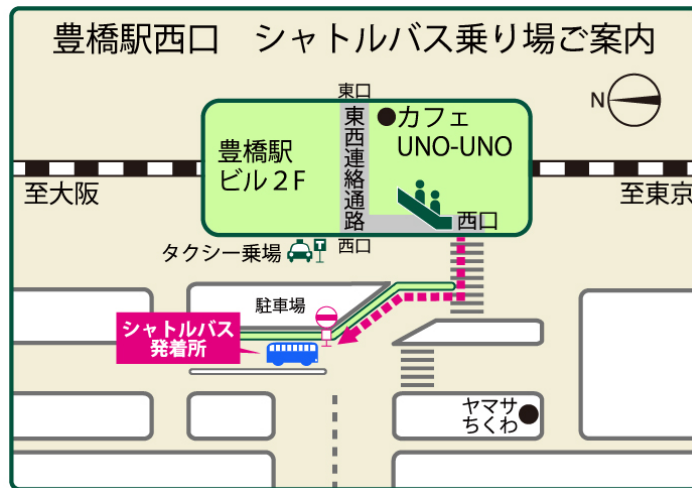 豊橋駅西口 シャトルバス乗り場ご案内
N
東口
東西連絡通路
カフェ
UNO-UNO
豊橋駅
ビル2F
至大阪
至東京
西口
西口
タクシー乗場
T
駐車場
シャトルバス
発着所
ヤマサ
ちくわ